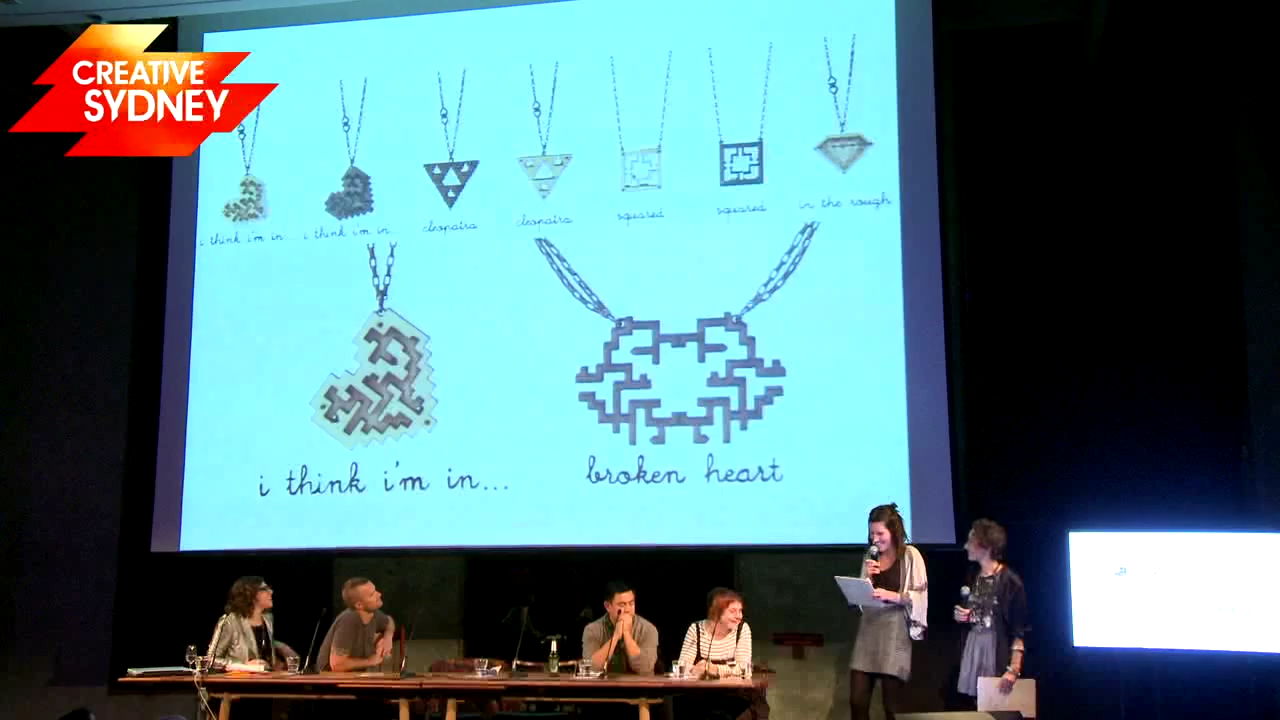 CREATIVE
SYDNEY
i think i'm in... i think i'm in... cleopatra cleopatra squared squared in the rough
i think i'm in... broken heart